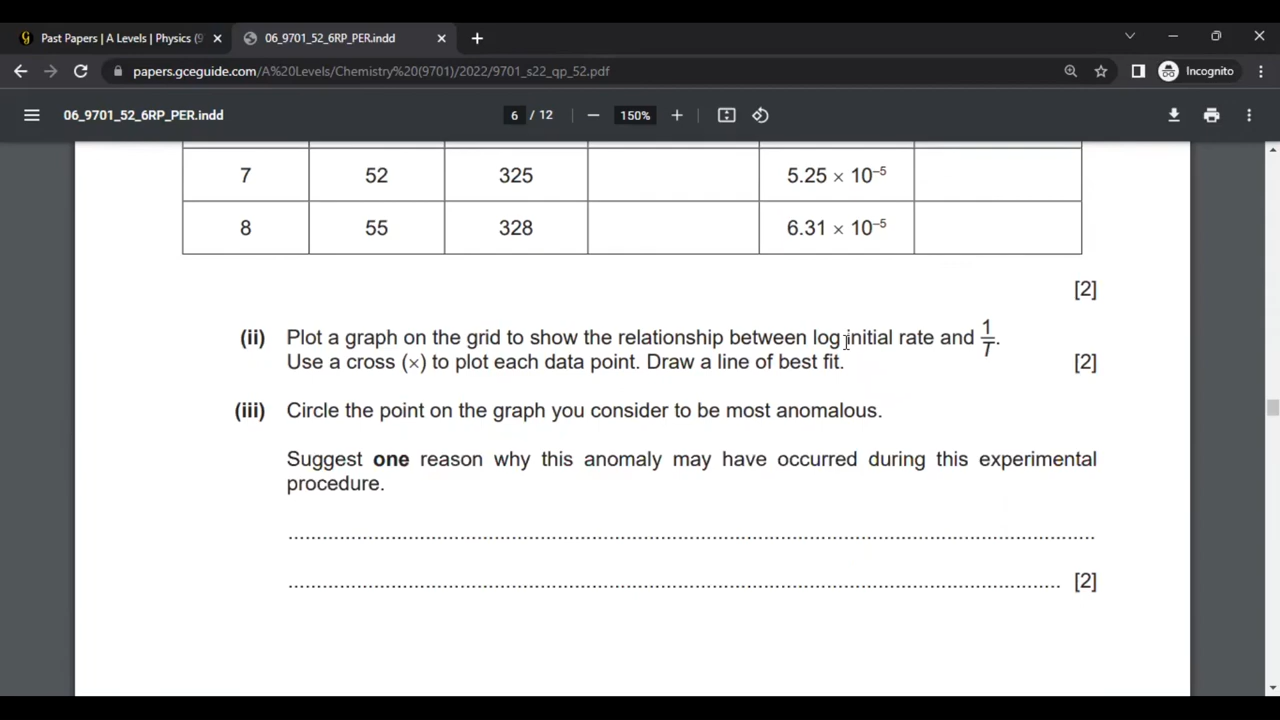 Past Papers | A Levels | Physics (9
06_9701_52_6RP_PER.indd
papers.gceguide.com/A%20Levels/Chemistry%20(9701)/2022/9701_s22_qp_52.pdf
Incognito
06_9701_52_6RP_PER.indd
6 / 12
150%
7 52 325 5.25 × 10⁻⁵
8 55 328 6.31 × 10⁻⁵
[2]
(ii) Plot a graph on the grid to show the relationship between log initial rate and 1/T.
Use a cross (×) to plot each data point. Draw a line of best fit. [2]
(iii) Circle the point on the graph you consider to be most anomalous.
Suggest one reason why this anomaly may have occurred during this experimental
procedure.
[2]